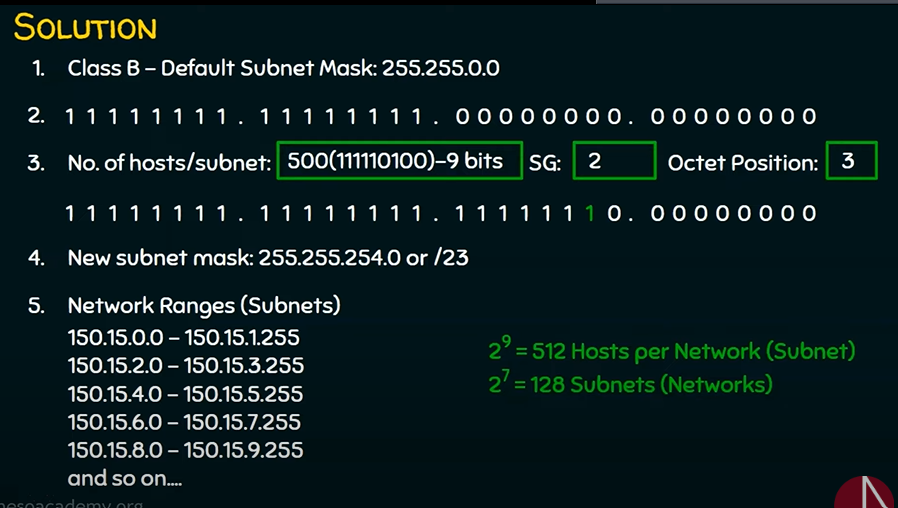 SOLUTION
1. Class B – Default Subnet Mask: 255.255.0.0
2. 1 1 1 1 1 1 1 1 . 1 1 1 1 1 1 1 1 . 0 0 0 0 0 0 0 0 . 0 0 0 0 0 0 0 0
3. No. of hosts/subnet: 500(111110100)–9 bits SG: 2 Octet Position: 3
1 1 1 1 1 1 1 1 . 1 1 1 1 1 1 1 1 . 1 1 1 1 1 1 1 0 . 0 0 0 0 0 0 0 0
4. New subnet mask: 255.255.254.0 or /23
5. Network Ranges (Subnets)
150.15.0.0 – 150.15.1.255
150.15.2.0 – 150.15.3.255
150.15.4.0 – 150.15.5.255
150.15.6.0 – 150.15.7.255
150.15.8.0 – 150.15.9.255
and so on....
2⁹ = 512 Hosts per Network (Subnet)
2⁷ = 128 Subnets (Networks)